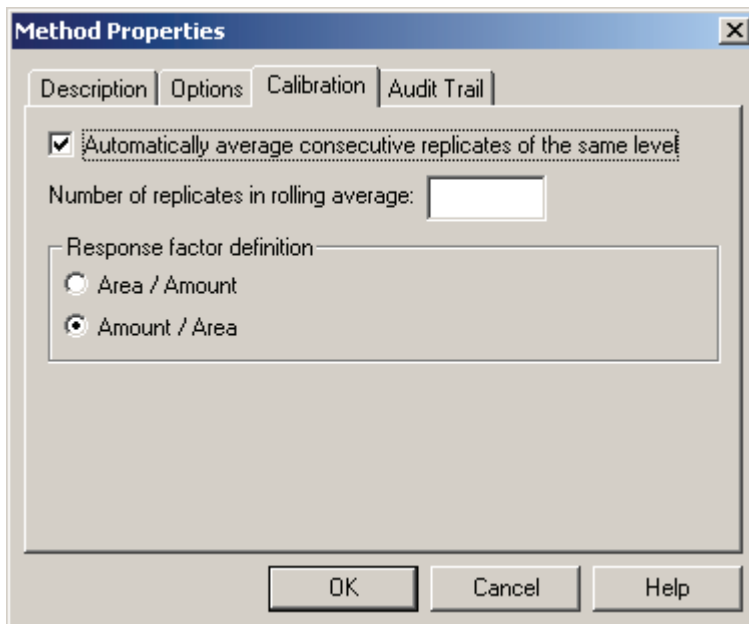 Method Properties
Description Options Calibration Audit Trail
Automatically average consecutive replicates of the same level
Number of replicates in rolling average:
Response factor definition
Area / Amount
Amount / Area
OK Cancel Help